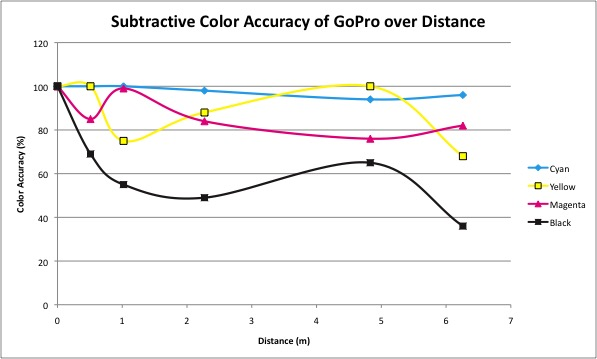 Subtractive Color Accuracy of GoPro over Distance
120
100
80
60
40
20
0
Color Accuracy (%)
0 1 2 3 4 5 6 7
Distance (m)
Cyan
Yellow
Magenta
Black